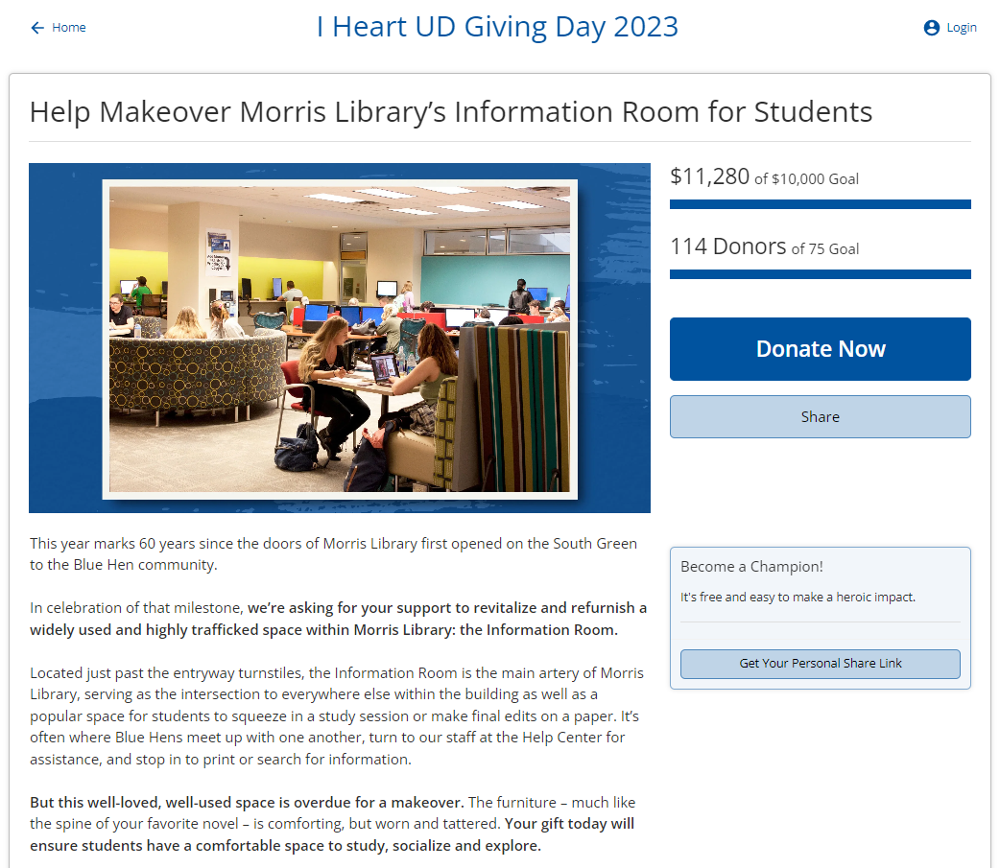 Home
I Heart UD Giving Day 2023
Login
Help Makeover Morris Library’s Information Room for Students
$11,280 of $10,000 Goal
114 Donors of 75 Goal
Donate Now
Share
This year marks 60 years since the doors of Morris Library first opened on the South Green
to the Blue Hen community.
In celebration of that milestone, we’re asking for your support to revitalize and refurnish a
widely used and highly trafficked space within Morris Library: the Information Room.
Located just past the entryway turnstiles, the Information Room is the main artery of Morris
Library, serving as the intersection to everywhere else within the building as well as a
popular space for students to squeeze in a study session or make final edits on a paper. It’s
often where Blue Hens meet up with one another, turn to our staff at the Help Center for
assistance, and stop in to print or search for information.
But this well-loved, well-used space is overdue for a makeover. The furniture – much like
the spine of your favorite novel – is comforting, but worn and tattered. Your gift today will
ensure students have a comfortable space to study, socialize and explore.
Become a Champion!
It's free and easy to make a heroic impact.
Get Your Personal Share Link